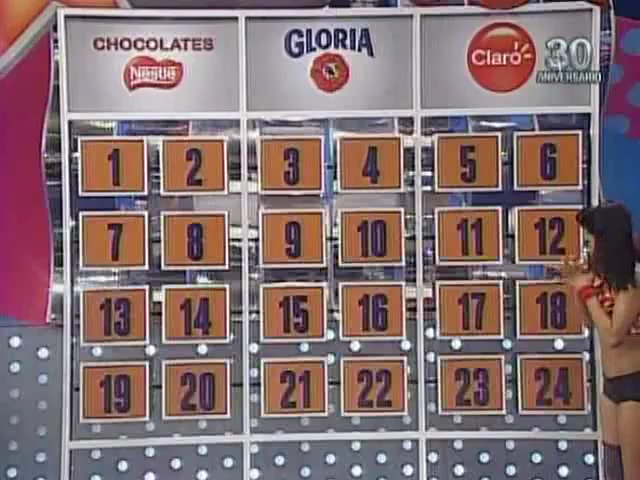 CHOCOLATES
Nestlé
GLORIA
Claro
30
ANIVERSARIO
1 2 3 4 5 6
7 8 9 10 11 12
13 14 15 16 17 18
19 20 21 22 23 24